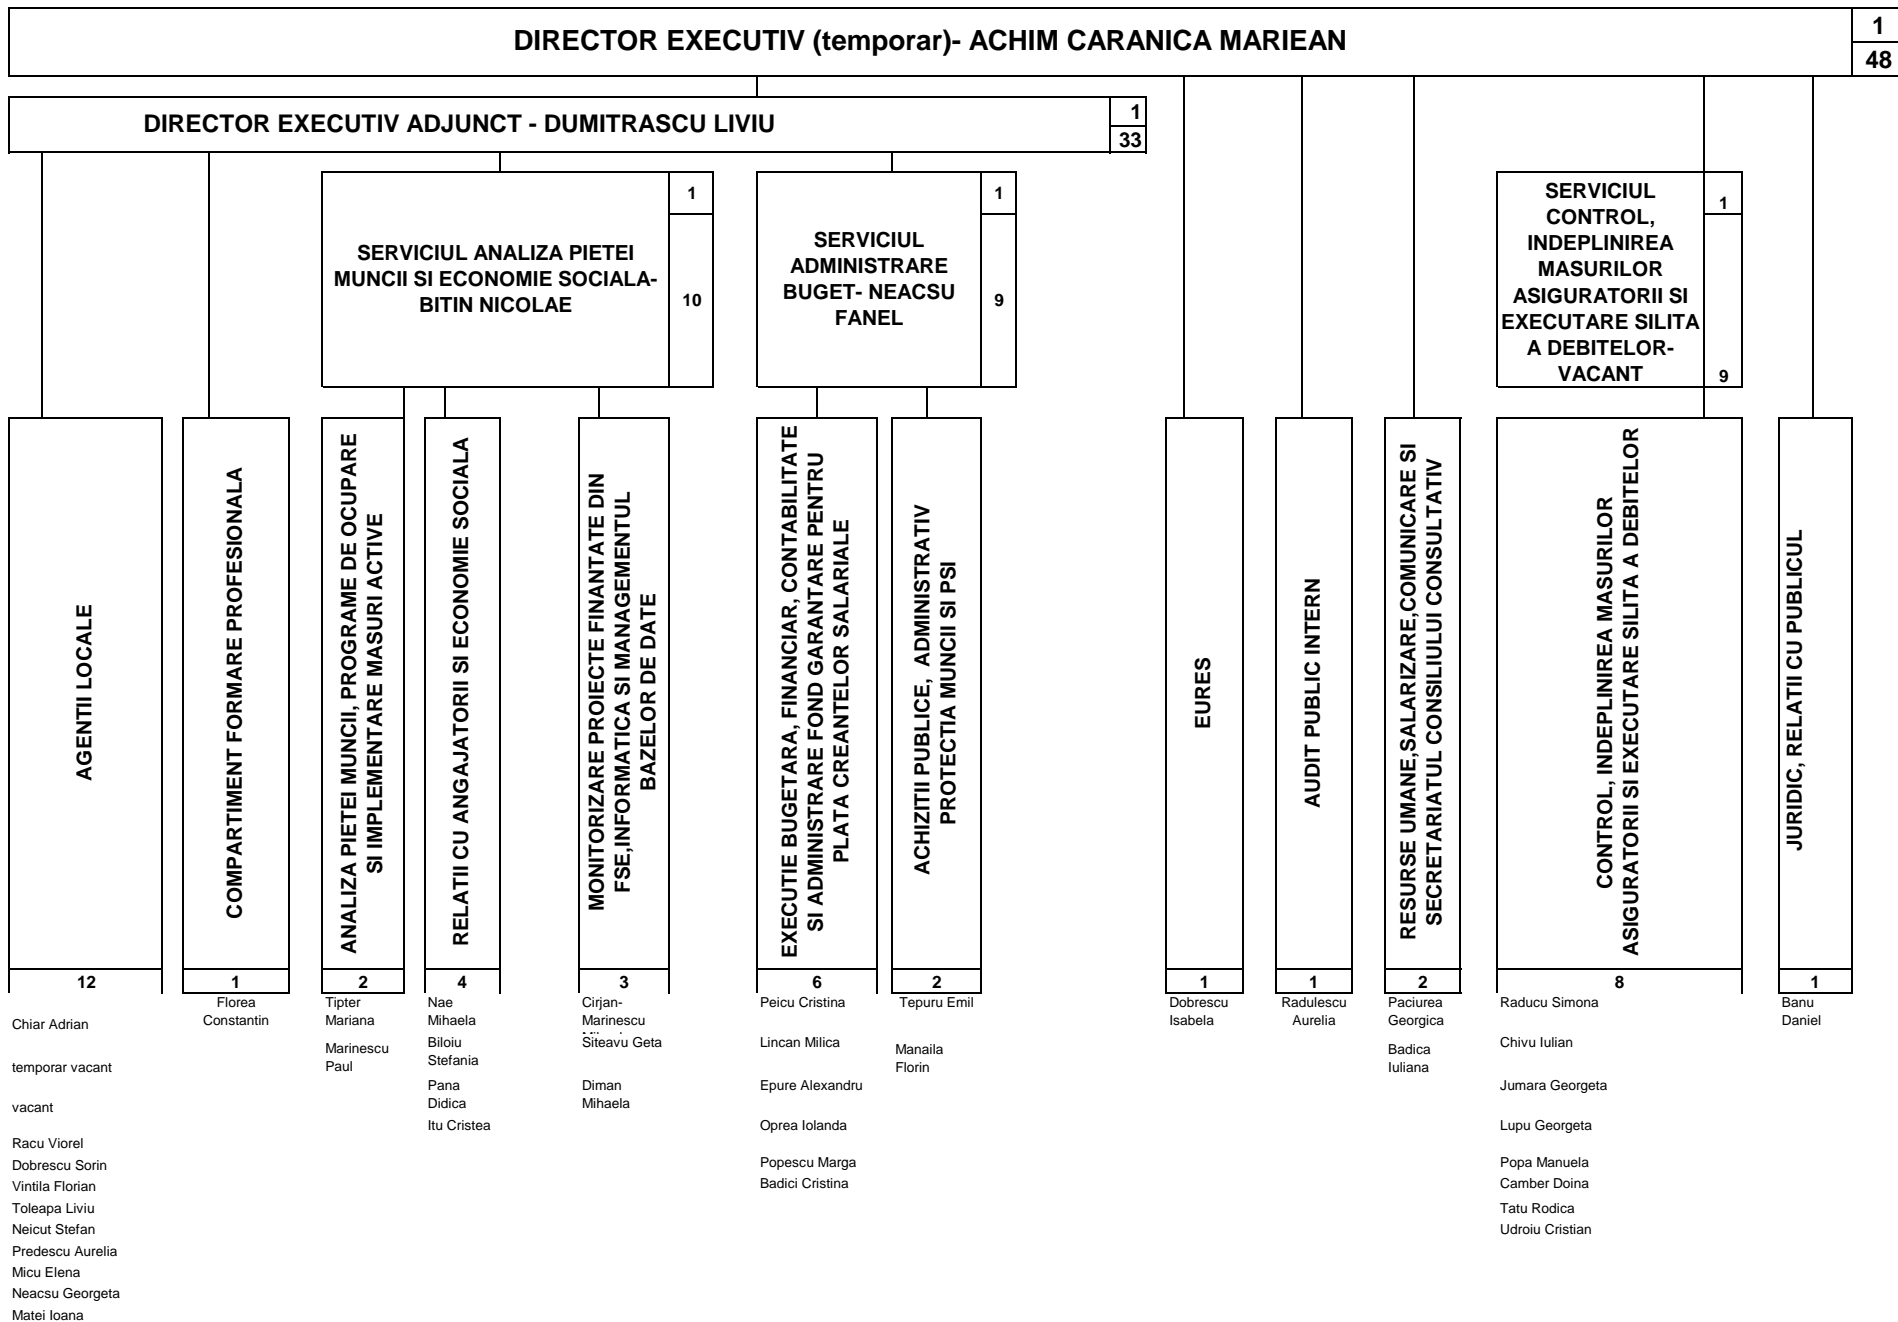 DIRECTOR EXECUTIV (temporar)- ACHIM CARANICA MARIEAN
1
48
DIRECTOR EXECUTIV ADJUNCT - DUMITRASCU LIVIU
1
33
SERVICIUL ANALIZA PIETEI
MUNCII SI ECONOMIE SOCIALA-
BITIN NICOLAE
1
10
SERVICIUL
ADMINISTRARE
BUGET- NEACSU
FANEL
1
9
SERVICIUL
CONTROL,
INDEPLINIREA
MASURILOR
ASIGURATORII SI
EXECUTARE SILITA
A DEBITELOR-
VACANT
1
9
AGENTII LOCALE
12
Chiar Adrian
temporar vacant
vacant
Racu Viorel
Dobrescu Sorin
Vintila Florian
Toleapa Liviu
Neicut Stefan
Predescu Aurelia
Micu Elena
Neacsu Georgeta
Matei Ioana
COMPARTIMENT FORMARE PROFESIONALA
1
Florea
Constantin
ANALIZA PIETEI MUNCII, PROGRAME DE OCUPARE
SI IMPLEMENTARE MASURI ACTIVE
2
Tipter
Mariana
Marinescu
Paul
RELATII CU ANGAJATORII SI ECONOMIE SOCIALA
4
Nae
Mihaela
Biloiu
Stefania
Pana
Didica
Itu Cristea
MONITORIZARE PROIECTE FINANTATE DIN
FSE,INFORMATICA SI MANAGEMENTUL
BAZELOR DE DATE
3
Cirjan-
Marinescu
Siteavu Geta
Diman
Mihaela
EXECUTIE BUGETARA, FINANCIAR, CONTABILITATE
SI ADMINISTRARE FOND GARANTARE PENTRU
PLATA CREANTELOR SALARIALE
6
Peicu Cristina
Lincan Milica
Epure Alexandru
Oprea Iolanda
Popescu Marga
Badici Cristina
ACHIZITII PUBLICE, ADMINISTRATIV
PROTECTIA MUNCII SI PSI
2
Tepuru Emil
Manaila
Florin
EURES
1
Dobrescu
Isabela
AUDIT PUBLIC INTERN
1
Radulescu
Aurelia
RESURSE UMANE,SALARIZARE,COMUNICARE SI
SECRETARIATUL CONSILIULUI CONSULTATIV
2
Paciurea
Georgica
Badica
Iuliana
CONTROL, INDEPLINIREA MASURILOR
ASIGURATORII SI EXECUTARE SILITA A DEBITELOR
8
Raducu Simona
Chivu Iulian
Jumara Georgeta
Lupu Georgeta
Popa Manuela
Camber Doina
Tatu Rodica
Udroiu Cristian
JURIDIC, RELATII CU PUBLICUL
1
Banu
Daniel